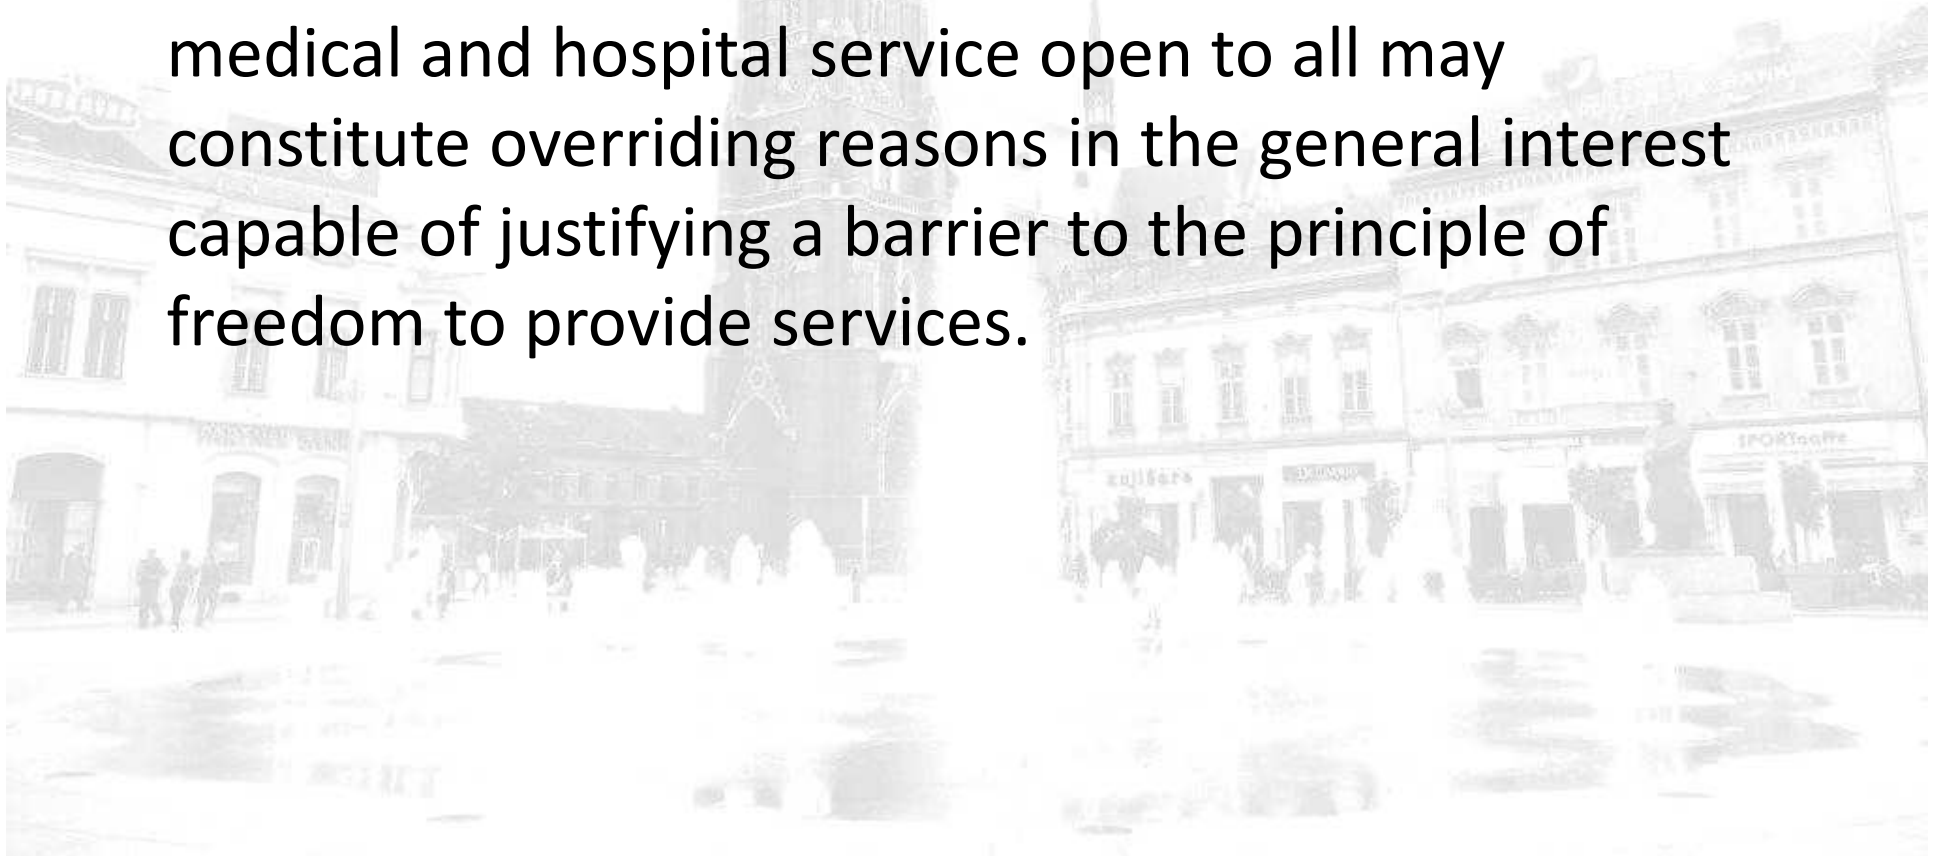 medical and hospital service open to all may
constitute overriding reasons in the general interest
capable of justifying a barrier to the principle of
freedom to provide services.